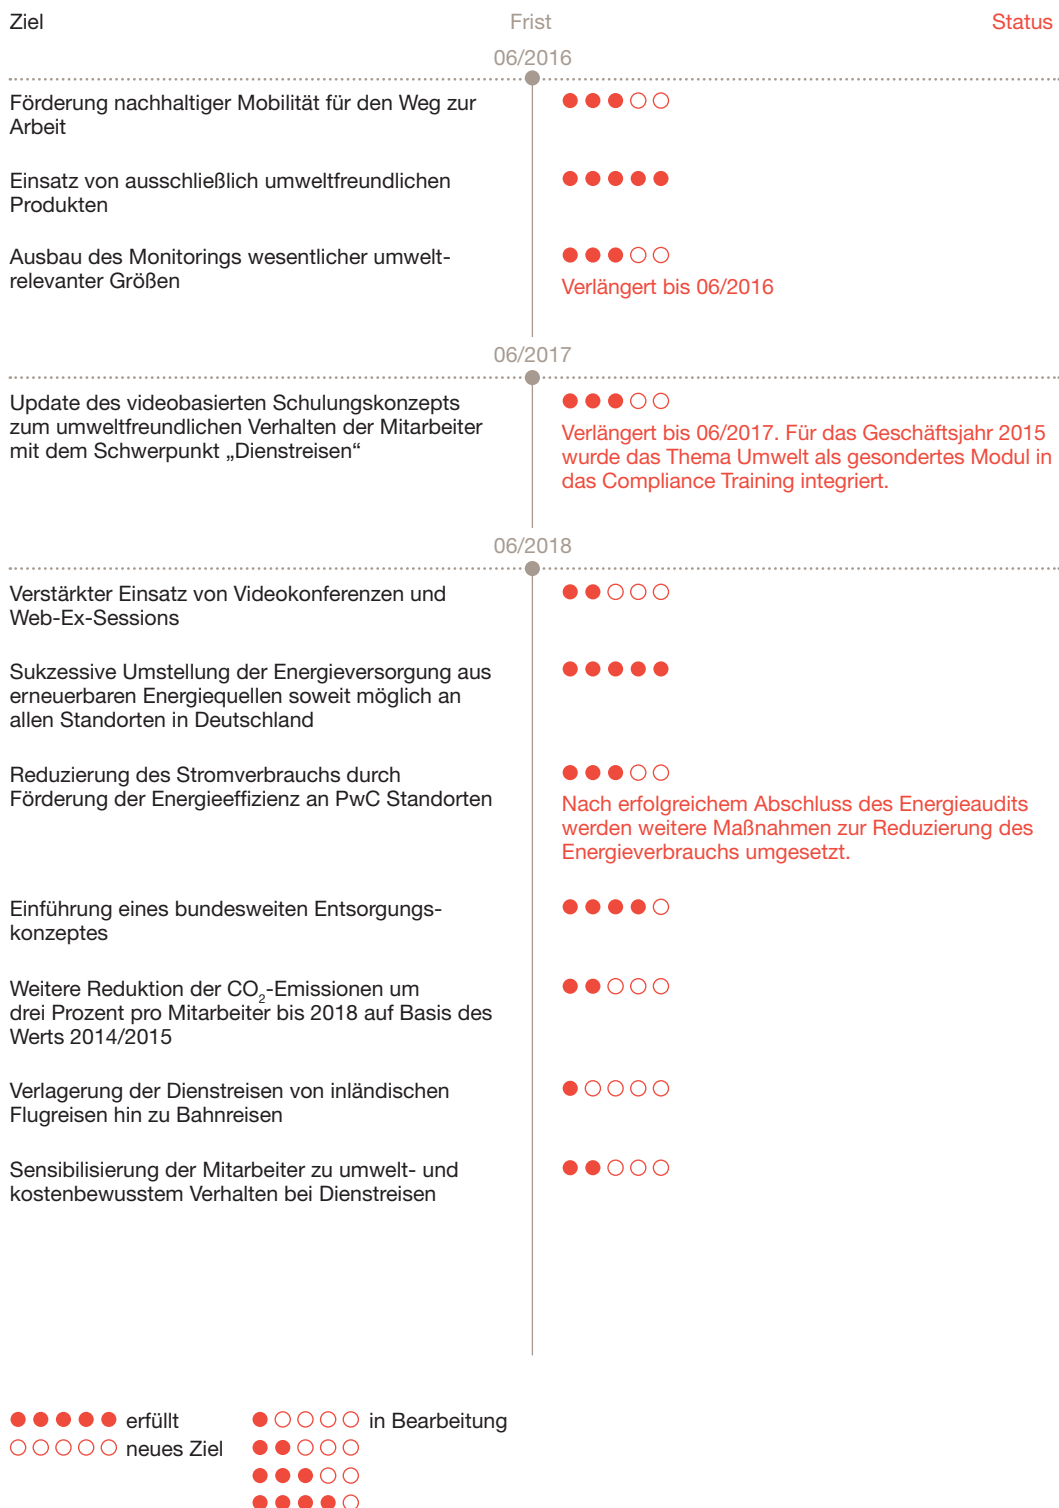 Ziel Frist Status
06/2016
Förderung nachhaltiger Mobilität für den Weg zur
Arbeit
Einsatz von ausschließlich umweltfreundlichen
Produkten
Ausbau des Monitorings wesentlicher umwelt-
relevanter Größen
Verlängert bis 06/2016
06/2017
Update des videobasierten Schulungskonzepts
zum umweltfreundlichen Verhalten der Mitarbeiter
mit dem Schwerpunkt „Dienstreisen“
Verlängert bis 06/2017. Für das Geschäftsjahr 2015
wurde das Thema Umwelt als gesondertes Modul in
das Compliance Training integriert.
06/2018
Verstärkter Einsatz von Videokonferenzen und
Web-Ex-Sessions
Sukzessive Umstellung der Energieversorgung aus
erneuerbaren Energiequellen soweit möglich an
allen Standorten in Deutschland
Reduzierung des Stromverbrauchs durch
Förderung der Energieeffizienz an PwC Standorten
Nach erfolgreichem Abschluss des Energieaudits
werden weitere Maßnahmen zur Reduzierung des
Energieverbrauchs umgesetzt.
Einführung eines bundesweiten Entsorgungs-
konzeptes
Weitere Reduktion der CO₂-Emissionen um
drei Prozent pro Mitarbeiter bis 2018 auf Basis des
Werts 2014/2015
Verlagerung der Dienstreisen von inländischen
Flugreisen hin zu Bahnreisen
Sensibilisierung der Mitarbeiter zu umwelt- und
kostenbewusstem Verhalten bei Dienstreisen
erfüllt
neues Ziel
in Bearbeitung